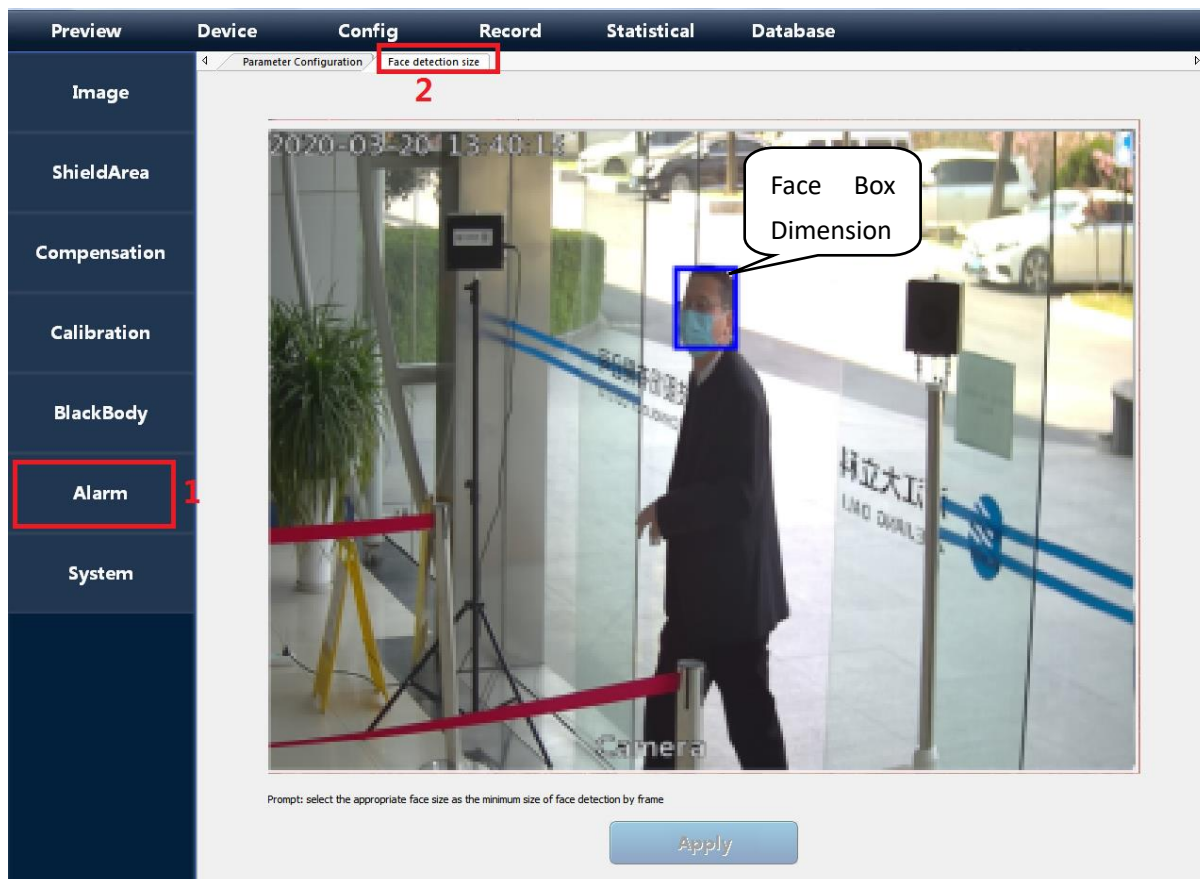 Preview Device Config Record Statistical Database
Parameter Configuration Face detection size
2
Image
ShieldArea
Compensation
Calibration
BlackBody
Alarm
1
System
2020-03-20 13:40:13
Face Box
Dimension
Camera
Prompt: select the appropriate face size as the minimum size of face detection by frame
Apply